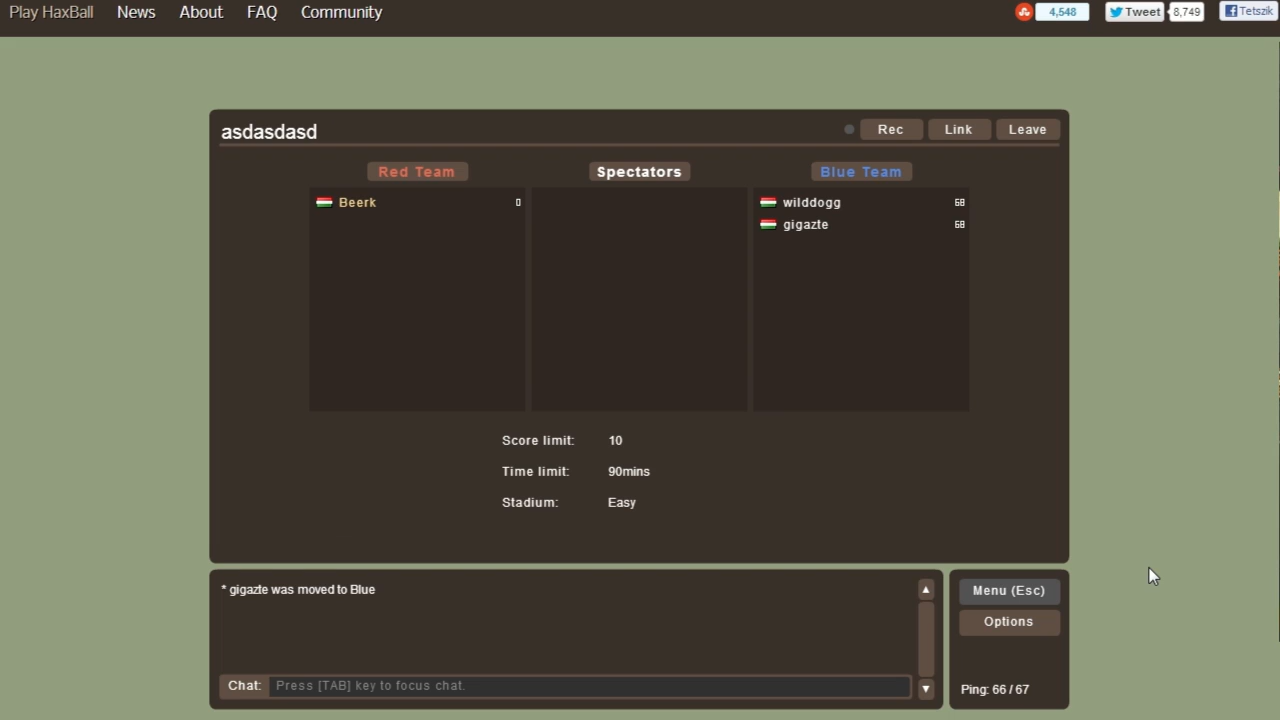 Play HaxBall News About FAQ Community 4,548 Tweet 8,749 Tetszik
asdasdasd Rec Link Leave
Red Team Spectators Blue Team
Beerk 0 wilddogg 68
gigazte 68
Score limit: 10
Time limit: 90mins
Stadium: Easy
* gigazte was moved to Blue
Menu (Esc)
Options
Chat: Press [TAB] key to focus chat.
Ping: 66 / 67